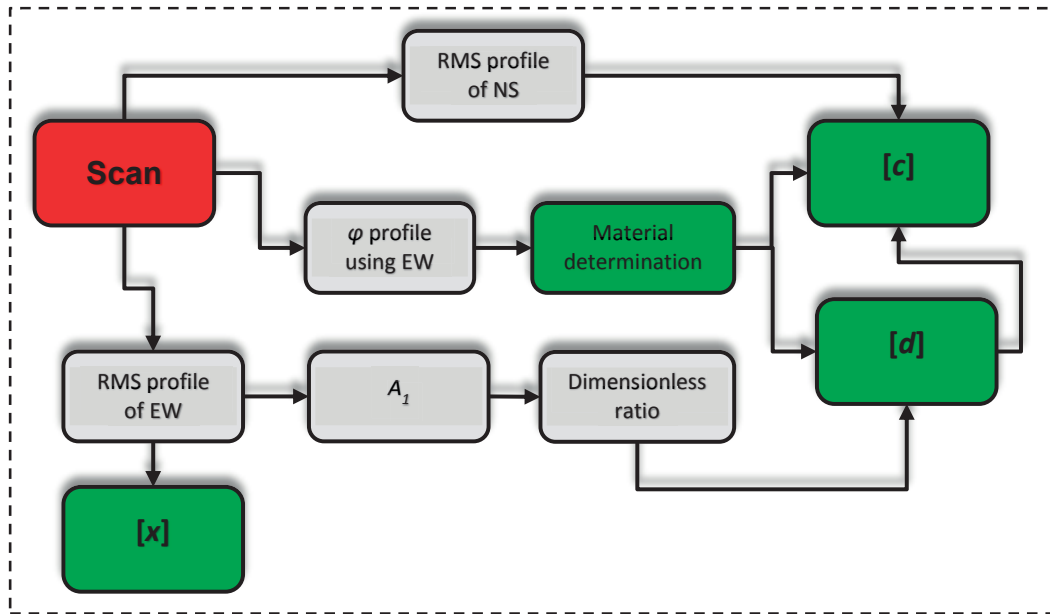 RMS profile
of NS
Scan
[c]
φ profile
using EW
Material
determination
[d]
RMS profile
of EW
A₁
Dimensionless
ratio
[x]